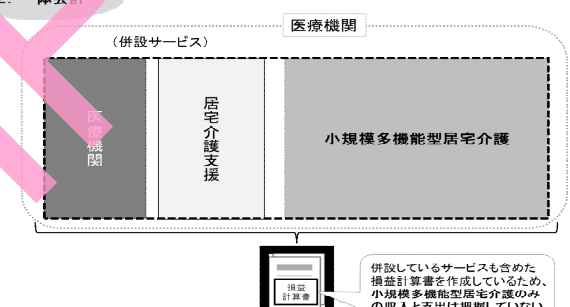 体会計
医療機関
（併設サービス）
医療機関
居宅介護支援
小規模多機能型居宅介護
損益
計算書
併設しているサービスも含めた
損益計算書を作成しているため、
小規模多機能型居宅介護のみ
の収入と支出は把握していない